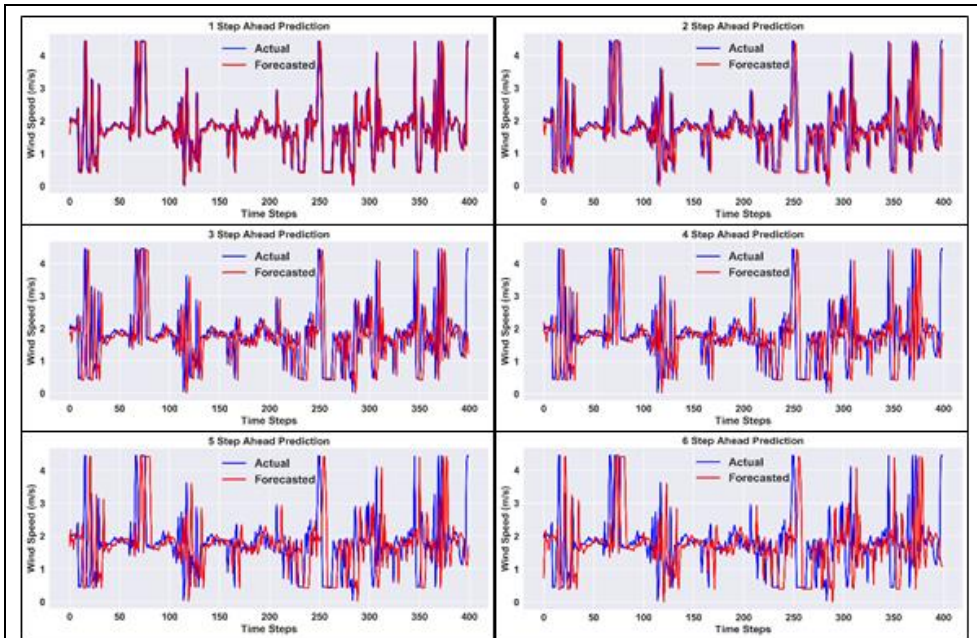 1 Step Ahead Prediction
Wind Speed (m/s)
4
3
2
1
0
Actual
Forecasted
0 50 100 150 200 250 300 350 400
Time Steps
2 Step Ahead Prediction
Wind Speed (m/s)
4
3
2
1
0
Actual
Forecasted
0 50 100 150 200 250 300 350 400
Time Steps
3 Step Ahead Prediction
Wind Speed (m/s)
4
3
2
1
0
Actual
Forecasted
0 50 100 150 200 250 300 350 400
Time Steps
4 Step Ahead Prediction
Wind Speed (m/s)
4
3
2
1
0
Actual
Forecasted
0 50 100 150 200 250 300 350 400
Time Steps
5 Step Ahead Prediction
Wind Speed (m/s)
4
3
2
1
0
Actual
Forecasted
0 50 100 150 200 250 300 350 400
Time Steps
6 Step Ahead Prediction
Wind Speed (m/s)
4
3
2
1
0
Actual
Forecasted
0 50 100 150 200 250 300 350 400
Time Steps